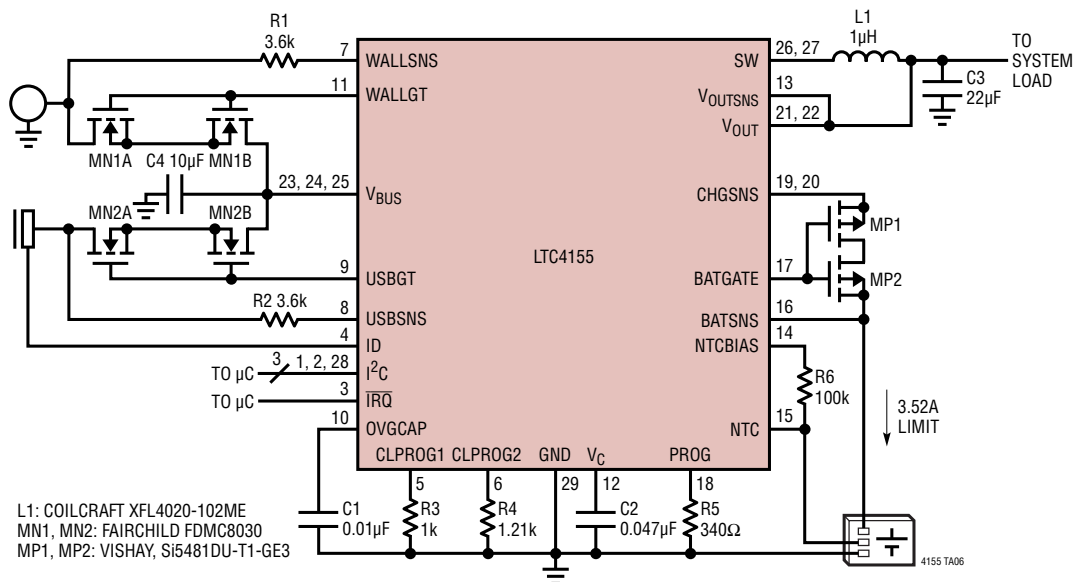 R1
3.6k
L1
1µH
TO
SYSTEM
LOAD
7
WALLSNS
SW
26, 27
C3
22µF
11
WALLGT
VOUTSNS
13
VOUT
21, 22
MN1A
C4 10µF
MN1B
23, 24, 25
VBUS
CHGSNS
19, 20
MP1
MN2A
MN2B
LTC4155
9
USBGT
BATGATE
17
MP2
R2 3.6k
8
USBSNS
BATSNS
16
4
ID
NTCBIAS
14
TO µC
3
1, 2, 28
I2C
R6
100k
TO µC
3
IRQ
3.52A
LIMIT
10
OVGCAP
NTC
15
CLPROG1
CLPROG2
GND
VC
PROG
5
6
29
12
18
C1
0.01µF
R3
1k
R4
1.21k
C2
0.047µF
R5
340Ω
L1: COILCRAFT XFL4020-102ME
MN1, MN2: FAIRCHILD FDMC8030
MP1, MP2: VISHAY, Si5481DU-T1-GE3
4155 TA06